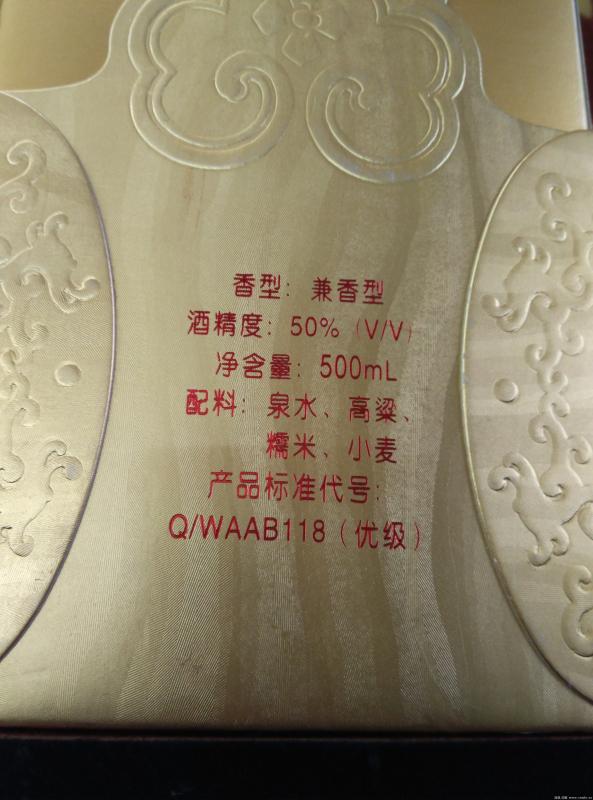 香型：兼香型
酒精度：50%（V/V）
净含量：500mL
配料：泉水、高粱、
糯米、小麦
产品标准代号：
Q/WAAB118（优级）